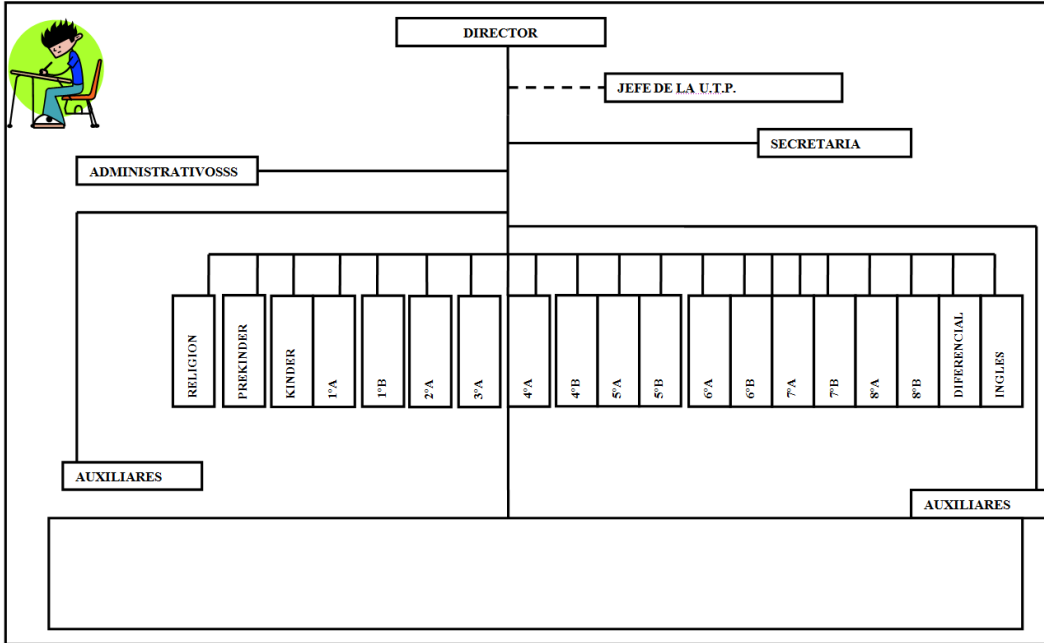 DIRECTOR
JEFE DE LA U.T.P.
SECRETARIA
ADMINISTRATIVOSSS
RELIGION
PREKINDER
KINDER
1°A
1°B
2°A
3°A
4°A
4°B
5°A
5°B
6°A
6°B
7°A
7°B
8°A
8°B
DIFERENCIAL
INGLES
AUXILIARES
AUXILIARES